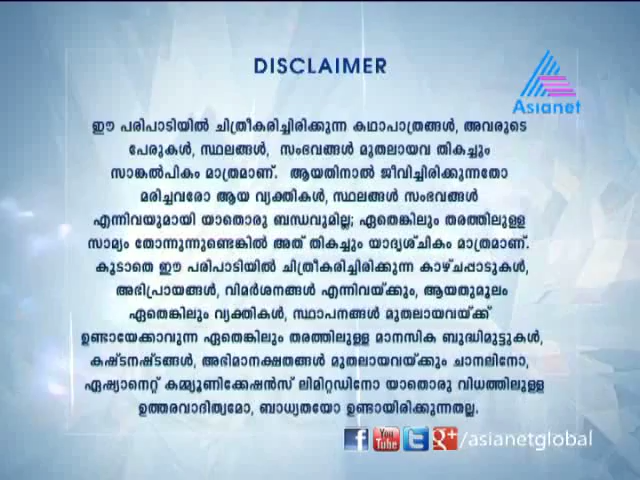 DISCLAIMER
Asianet
ഈ പരിപാടിയിൽ ചിത്രീകരിച്ചിരിക്കുന്ന കഥാപാത്രങ്ങൾ, അവരുടെ
പേരുകൾ, സ്ഥലങ്ങൾ, സംഭവങ്ങൾ മുതലായവ തികച്ചും
സാങ്കൽപികം മാത്രമാണ്. ആയതിനാൽ ജീവിച്ചിരിക്കുന്നതോ
മരിച്ചവരോ ആയ വ്യക്തികൾ, സ്ഥലങ്ങൾ സംഭവങ്ങൾ
എന്നിവയുമായി യാതൊരു ബന്ധവുമില്ല; ഏതെങ്കിലും തരത്തിലുളള
സാമ്യം തോന്നുന്നുണ്ടെങ്കിൽ അത് തികച്ചും യാദൃശ്ചികം മാത്രമാണ്.
കൂടാതെ ഈ പരിപാടിയിൽ ചിത്രീകരിച്ചിരിക്കുന്ന കാഴ്ചപ്പാടുകൾ,
അഭിപ്രായങ്ങൾ, വിമർശനങ്ങൾ എന്നിവയ്ക്കും, ആയതുമൂലം
ഏതെങ്കിലും വ്യക്തികൾ, സ്ഥാപനങ്ങൾ മുതലായവയ്ക്ക്
ഉണ്ടായേക്കാവുന്ന ഏതെങ്കിലും തരത്തിലുള്ള മാനസിക ബുദ്ധിമുട്ടുകൾ,
കഷ്ടനഷ്ടങ്ങൾ, അഭിമാനക്ഷതങ്ങൾ മുതലായവയ്ക്കും ചാനലിനോ,
ഏഷ്യാനെറ്റ് കമ്മ്യൂണിക്കേഷൻസ് ലിമിറ്റഡിനോ യാതൊരു വിധത്തിലുളള
ഉത്തരവാദിത്വമോ, ബാധ്യതയോ ഉണ്ടായിരിക്കുന്നതല്ല.
f You Tube t g+ /asianetglobal